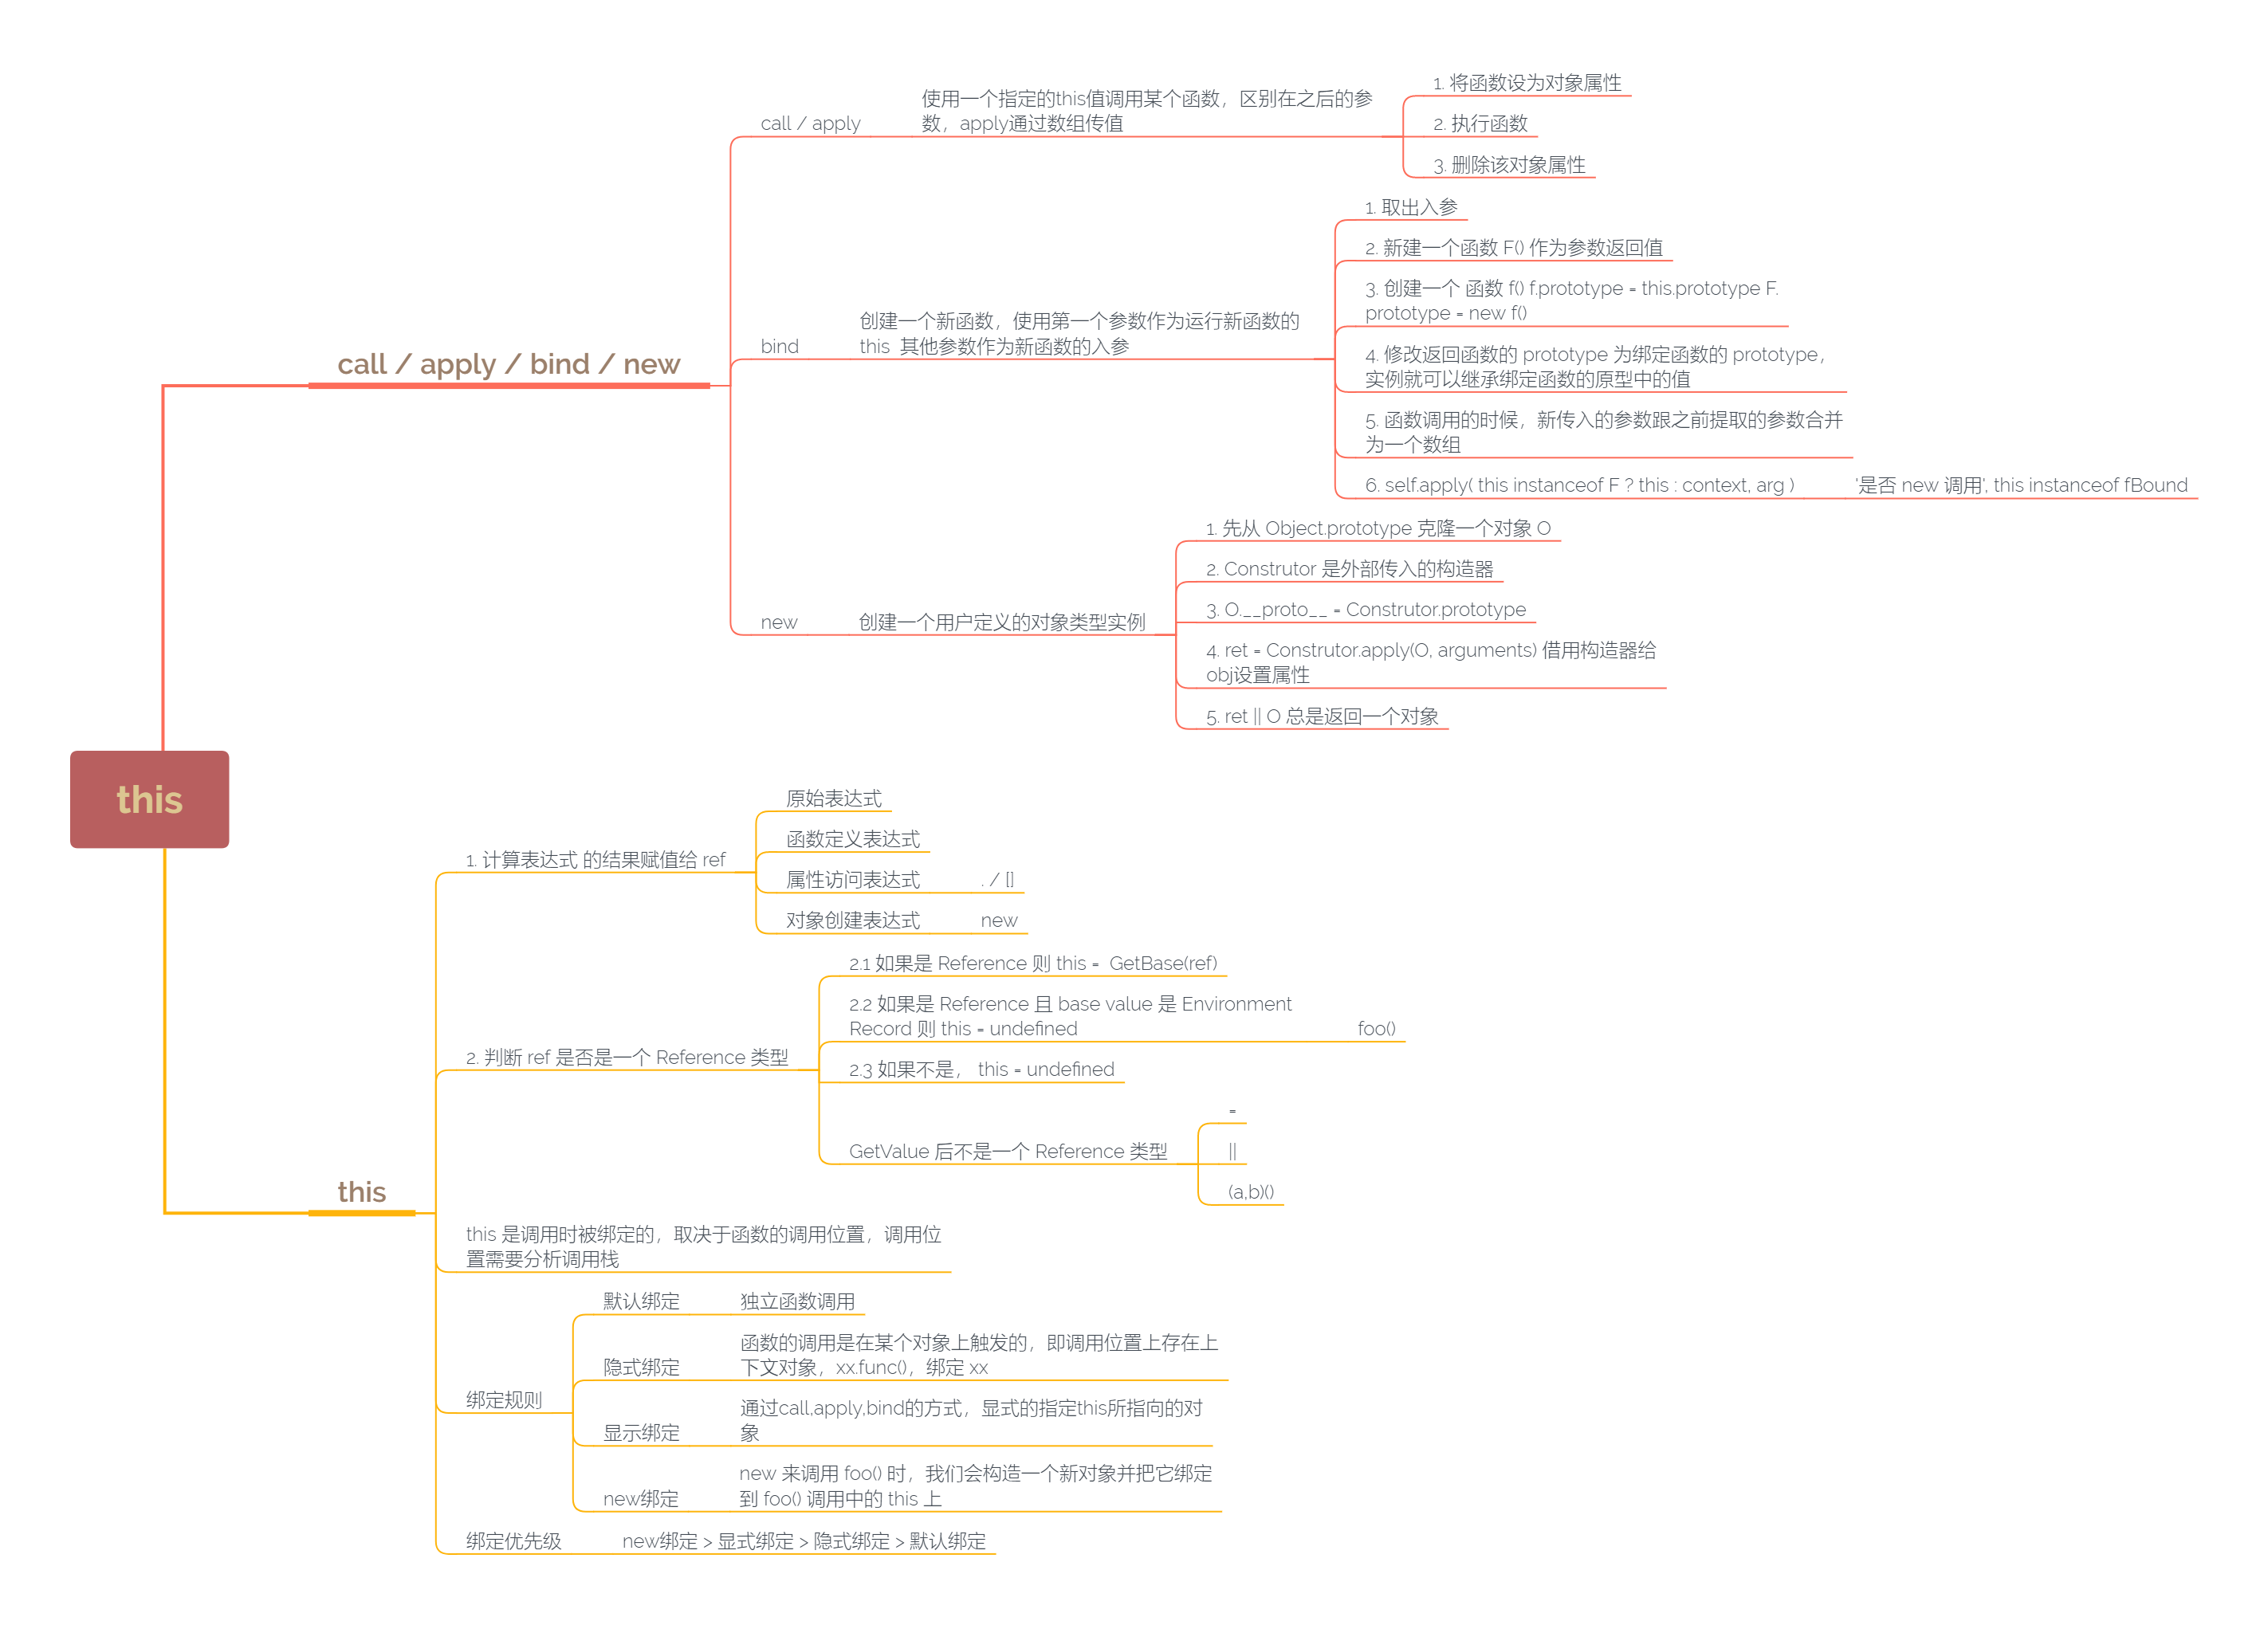 this
call / apply / bind / new
call / apply
使用一个指定的this值调用某个函数，区别在之后的参
数，apply通过数组传值
1. 将函数设为对象属性
2. 执行函数
3. 删除该对象属性
bind
创建一个新函数，使用第一个参数作为运行新函数的
this  其他参数作为新函数的入参
1. 取出入参
2. 新建一个函数 F() 作为参数返回值
3. 创建一个 函数 f() f.prototype = this.prototype F.
prototype = new f()
4. 修改返回函数的 prototype 为绑定函数的 prototype，
实例就可以继承绑定函数的原型中的值
5. 函数调用的时候，新传入的参数跟之前提取的参数合并
为一个数组
6. self.apply( this instanceof F ? this : context, arg )
'是否 new 调用', this instanceof fBound
new
创建一个用户定义的对象类型实例
1. 先从 Object.prototype 克隆一个对象 O
2. Construtor 是外部传入的构造器
3. O.__proto__ = Construtor.prototype
4. ret = Construtor.apply(O, arguments) 借用构造器给
obj设置属性
5. ret || O 总是返回一个对象
this
1. 计算表达式 的结果赋值给 ref
原始表达式
函数定义表达式
属性访问表达式
. / []
对象创建表达式
new
2. 判断 ref 是否是一个 Reference 类型
2.1 如果是 Reference 则 this =  GetBase(ref)
2.2 如果是 Reference 且 base value 是 Environment
Record 则 this = undefined
foo()
2.3 如果不是， this = undefined
GetValue 后不是一个 Reference 类型
=
||
(a,b)()
this 是调用时被绑定的，取决于函数的调用位置，调用位
置需要分析调用栈
绑定规则
默认绑定
独立函数调用
隐式绑定
函数的调用是在某个对象上触发的，即调用位置上存在上
下文对象，xx.func()，绑定 xx
显示绑定
通过call,apply,bind的方式，显式的指定this所指向的对
象
new绑定
new 来调用 foo() 时，我们会构造一个新对象并把它绑定
到 foo() 调用中的 this 上
绑定优先级
new绑定 > 显式绑定 > 隐式绑定 > 默认绑定